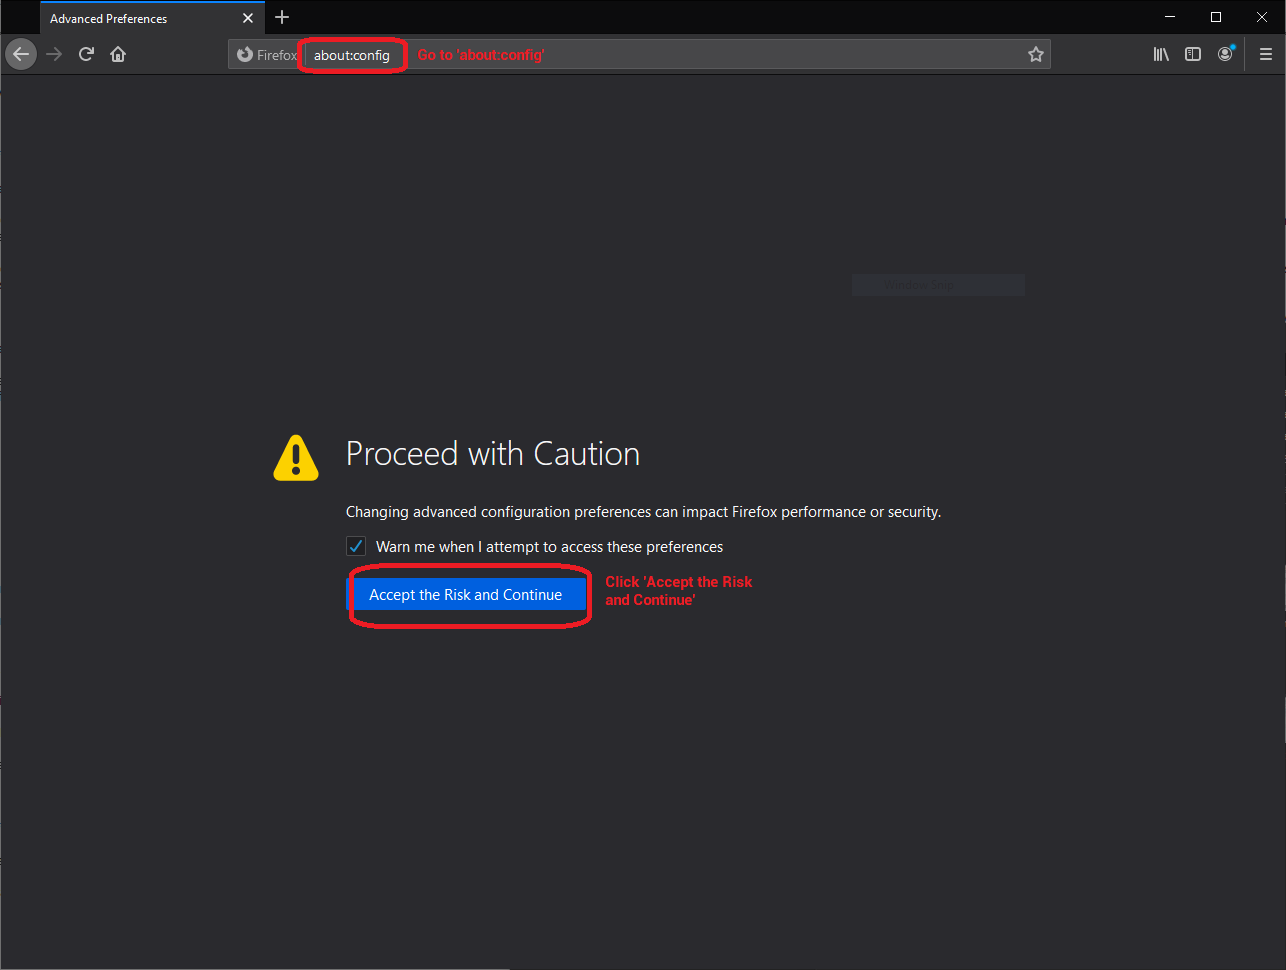 Advanced Preferences
Firefox about:config Go to 'about:config'
Window Snip
Proceed with Caution
Changing advanced configuration preferences can impact Firefox performance or security.
Warn me when I attempt to access these preferences
Accept the Risk and Continue
Click 'Accept the Risk
and Continue'